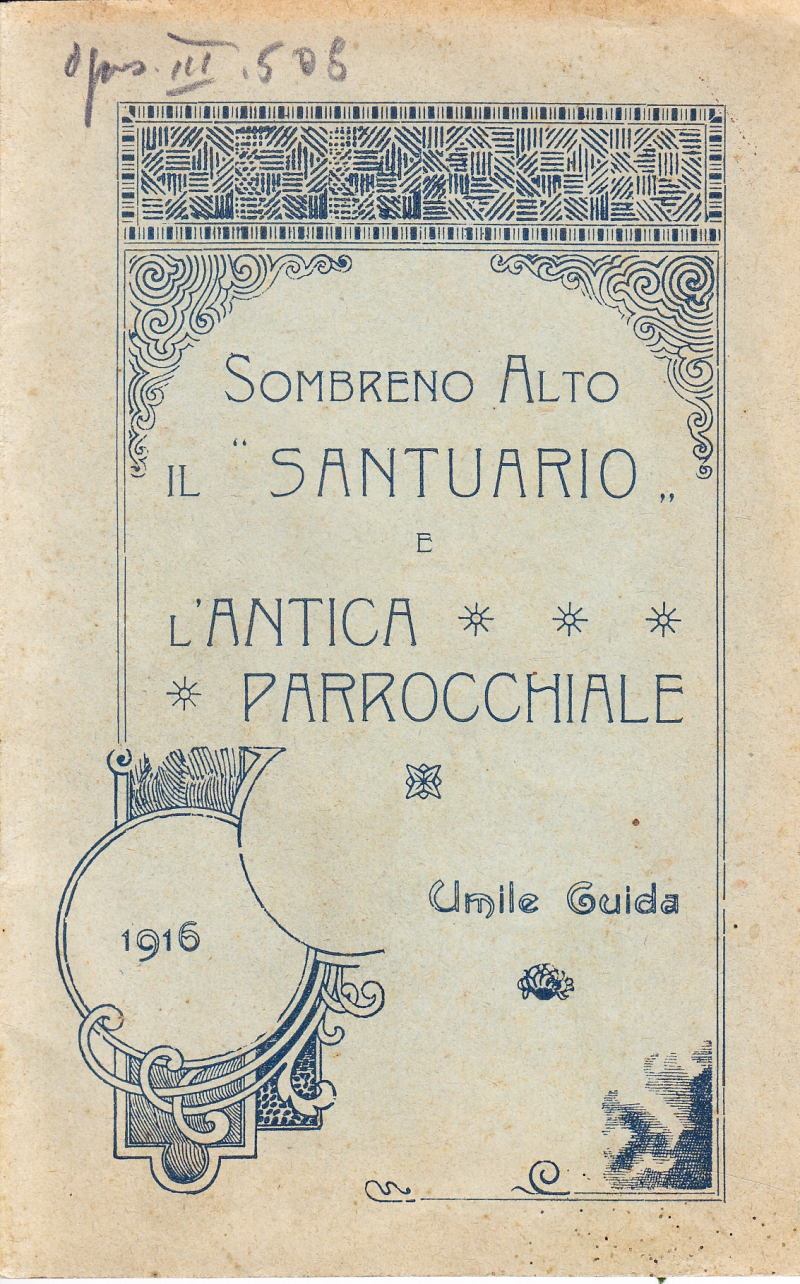 Opus. III. 508
SOMBRENO ALTO
IL “ SANTUARIO „
E
L'ANTICA
PARROCCHIALE
Umile Guida
1916